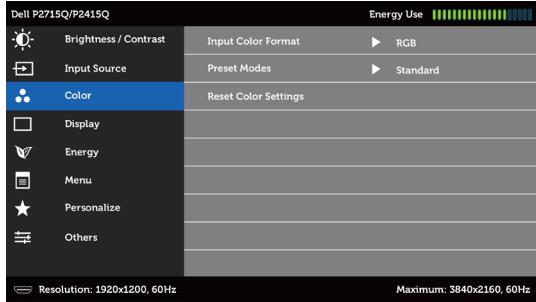 Dell P2715Q/P2415Q Energy Use
Brightness / Contrast Input Color Format RGB
Input Source Preset Modes Standard
Color Reset Color Settings
Display
Energy
Menu
Personalize
Others
Resolution: 1920x1200, 60Hz Maximum: 3840x2160, 60Hz